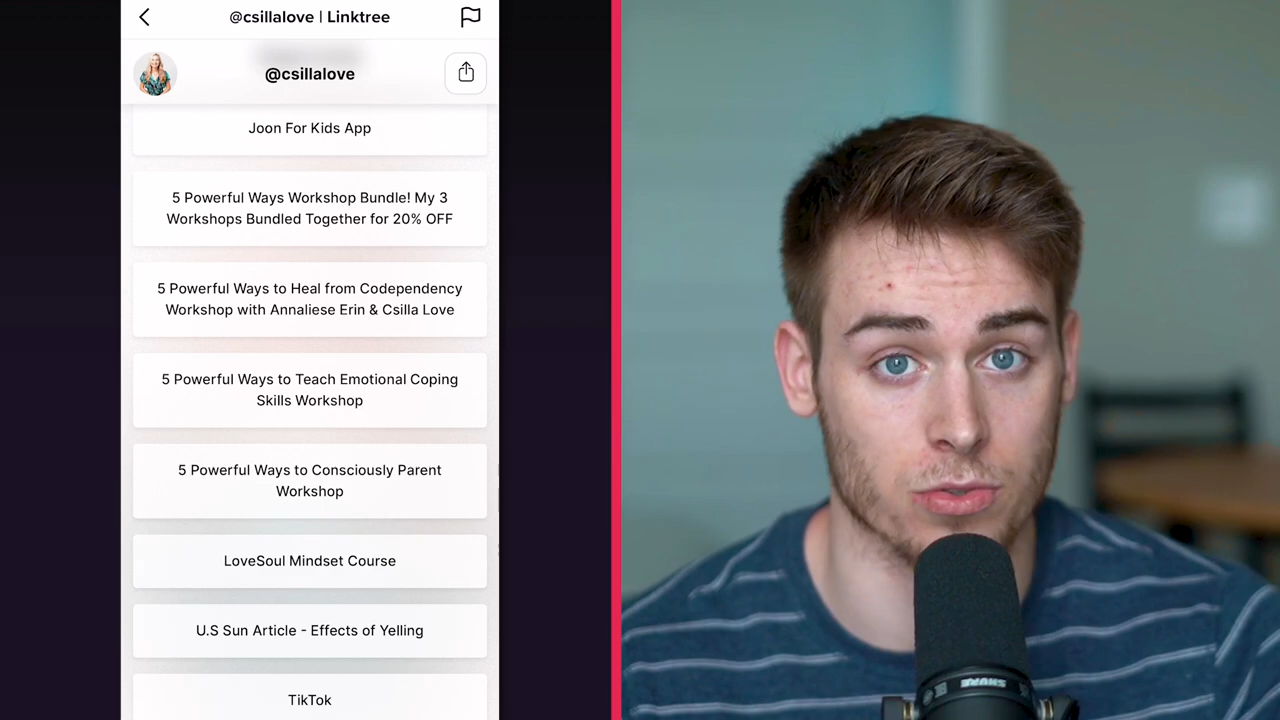 @csillalove | Linktree
@csillalove
Joon For Kids App
5 Powerful Ways Workshop Bundle! My 3
Workshops Bundled Together for 20% OFF
5 Powerful Ways to Heal from Codependency
Workshop with Annaliese Erin & Csilla Love
5 Powerful Ways to Teach Emotional Coping
Skills Workshop
5 Powerful Ways to Consciously Parent
Workshop
LoveSoul Mindset Course
U.S Sun Article - Effects of Yelling
TikTok
SHURE